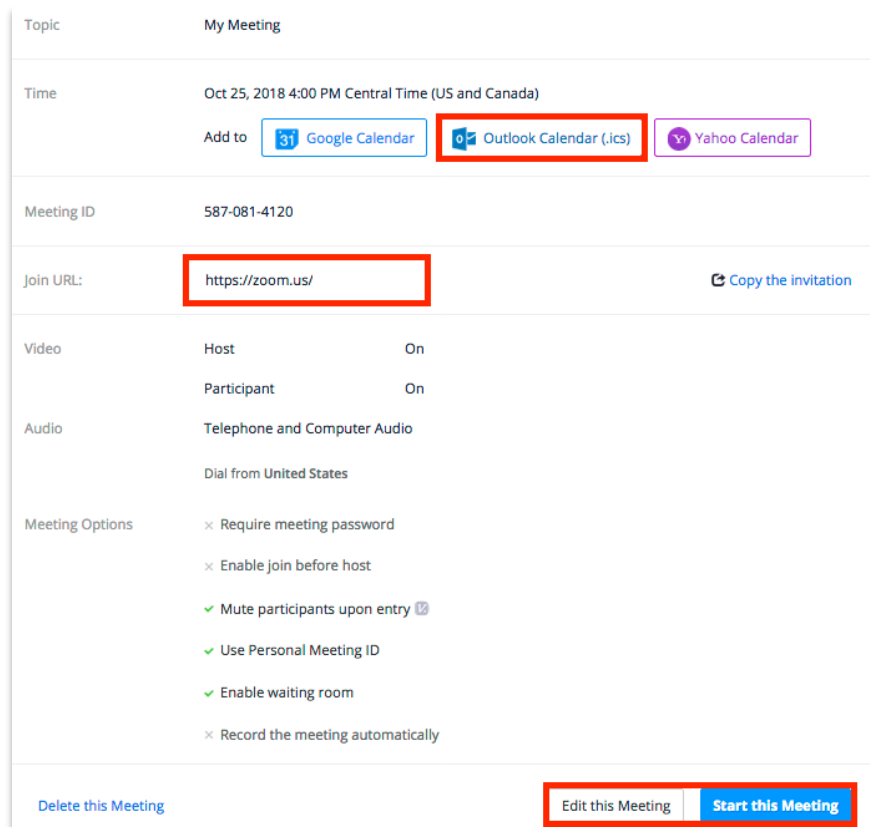 Topic My Meeting
Time Oct 25, 2018 4:00 PM Central Time (US and Canada)
Add to 31 Google Calendar Outlook Calendar (.ics) Yahoo Calendar
Meeting ID 587-081-4120
Join URL: https://zoom.us/ Copy the invitation
Video Host On
Participant On
Audio Telephone and Computer Audio
Dial from United States
Meeting Options × Require meeting password
× Enable join before host
✓ Mute participants upon entry
✓ Use Personal Meeting ID
✓ Enable waiting room
× Record the meeting automatically
Delete this Meeting Edit this Meeting Start this Meeting